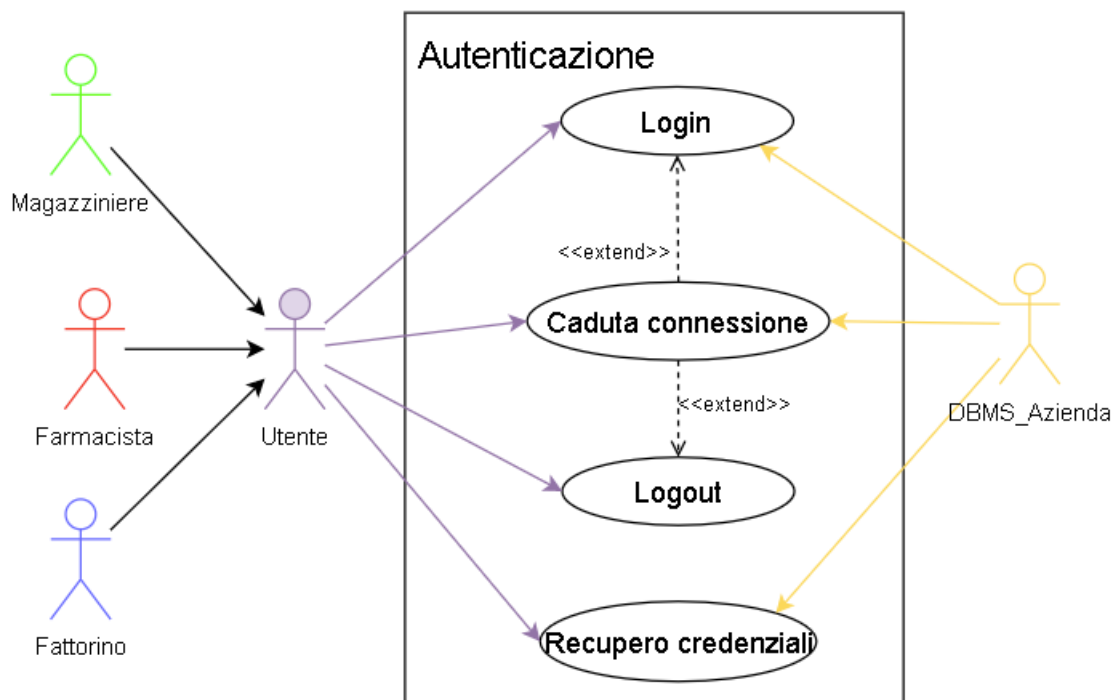 Autenticazione
Login
Magazziniere
<<extend>>
Caduta connessione
<<extend>>
DBMS_Azienda
Farmacista
Utente
Logout
Fattorino
Recupero credenziali